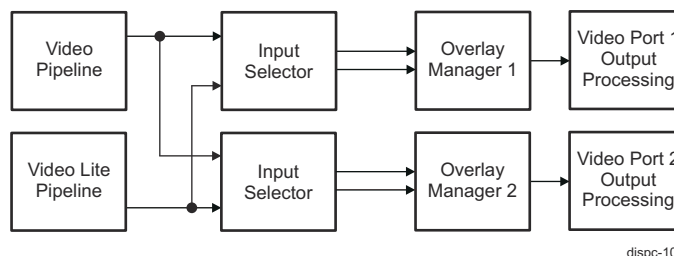 Video
Pipeline
Input
Selector
Overlay
Manager 1
Video Port 1
Output
Processing
Video Lite
Pipeline
Input
Selector
Overlay
Manager 2
Video Port 2
Output
Processing
dispc-10